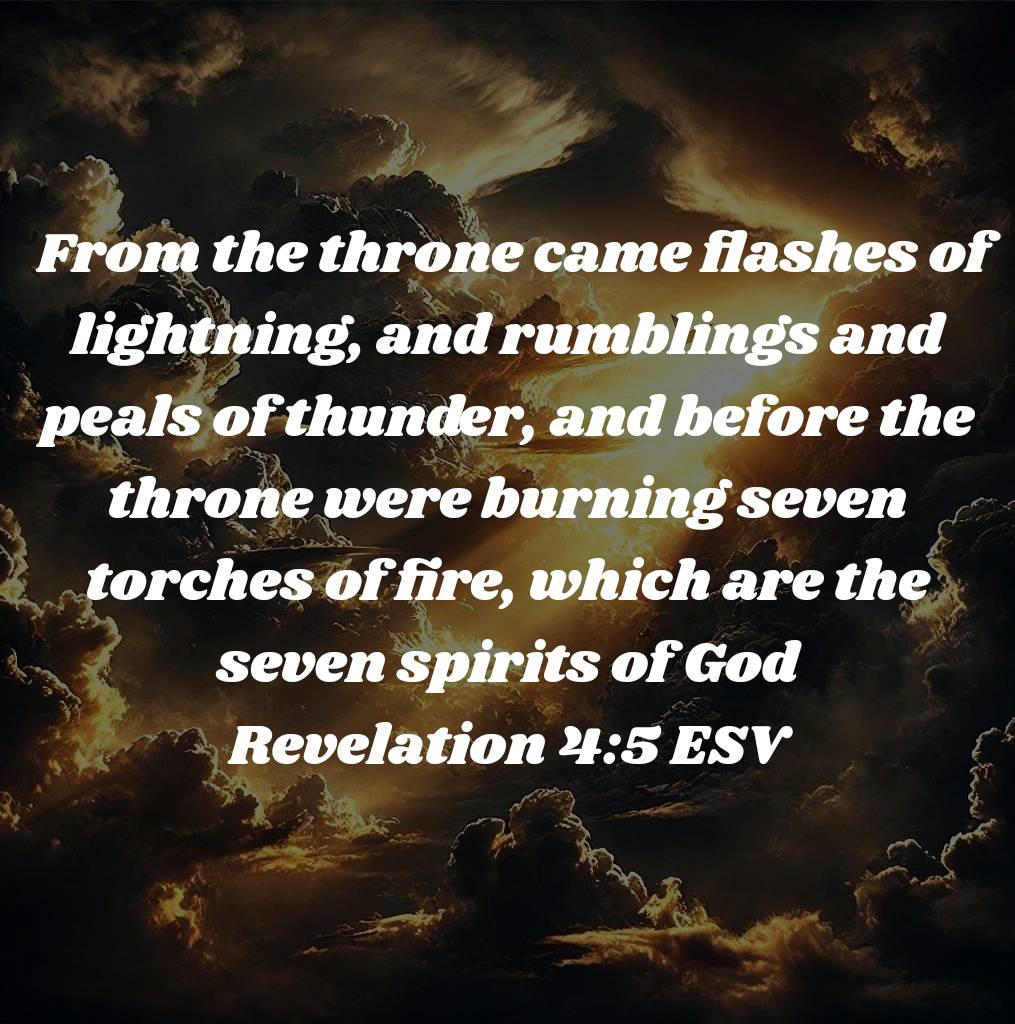 From the throne came flashes of
lightning, and rumblings and
peals of thunder, and before the
throne were burning seven
torches of fire, which are the
seven spirits of God
Revelation 4:5 ESV